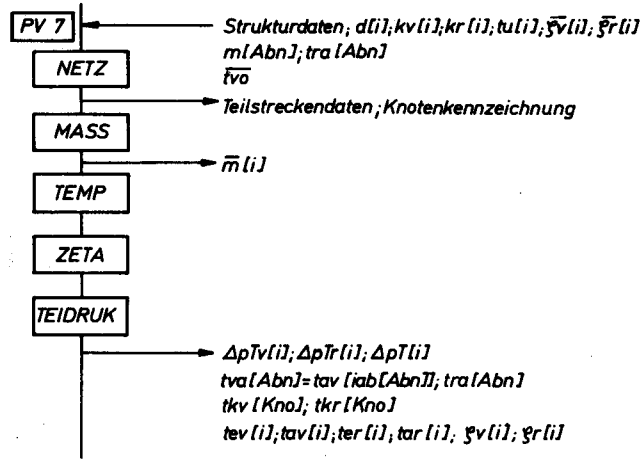 PV 7
Strukturdaten; d[i]; kv[i]; kr[i]; tu[i]; ϱ̅v̅[i]; ϱ̅r̅[i]
m[Abn]; tra[Abn]
t̅v̅o̅
NETZ
Teilstreckendaten; Knotenkennzeichnung
MASS
m̅[i]
TEMP
ZETA
TEIDRUK
ΔpTv[i]; ΔpTr[i]; ΔpT[i]
tva[Abn]=tav[iab[Abn]]; tra[Abn]
tkv[Kno]; tkr[Kno]
tev[i]; tav[i]; ter[i]; tar[i]; ϱv[i]; ϱr[i]